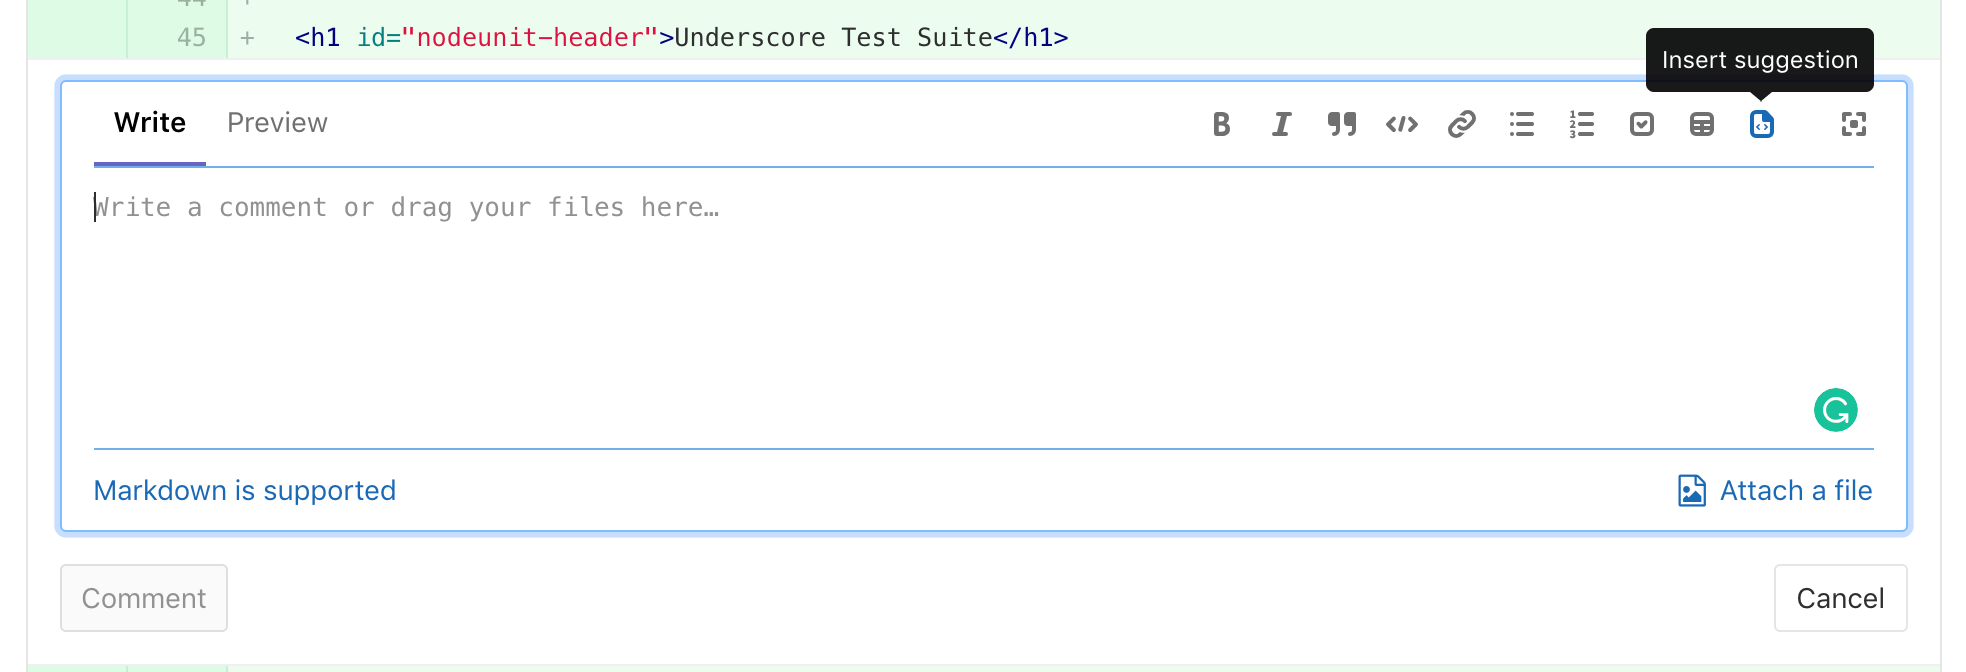 44 +
45 + <h1 id="nodeunit-header">Underscore Test Suite</h1>
Insert suggestion
Write Preview
Write a comment or drag your files here…
Markdown is supported
Attach a file
Comment
Cancel